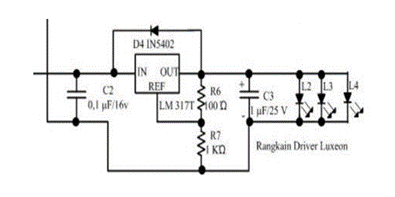 D4 IN5402
C2
0,1 µF/16v
IN OUT
REF
LM 317T
R6
100 Ω
R7
1 KΩ
+
C3
1 µF/25 V
-
L2
L3
L4
Rangkain Driver Luxeon